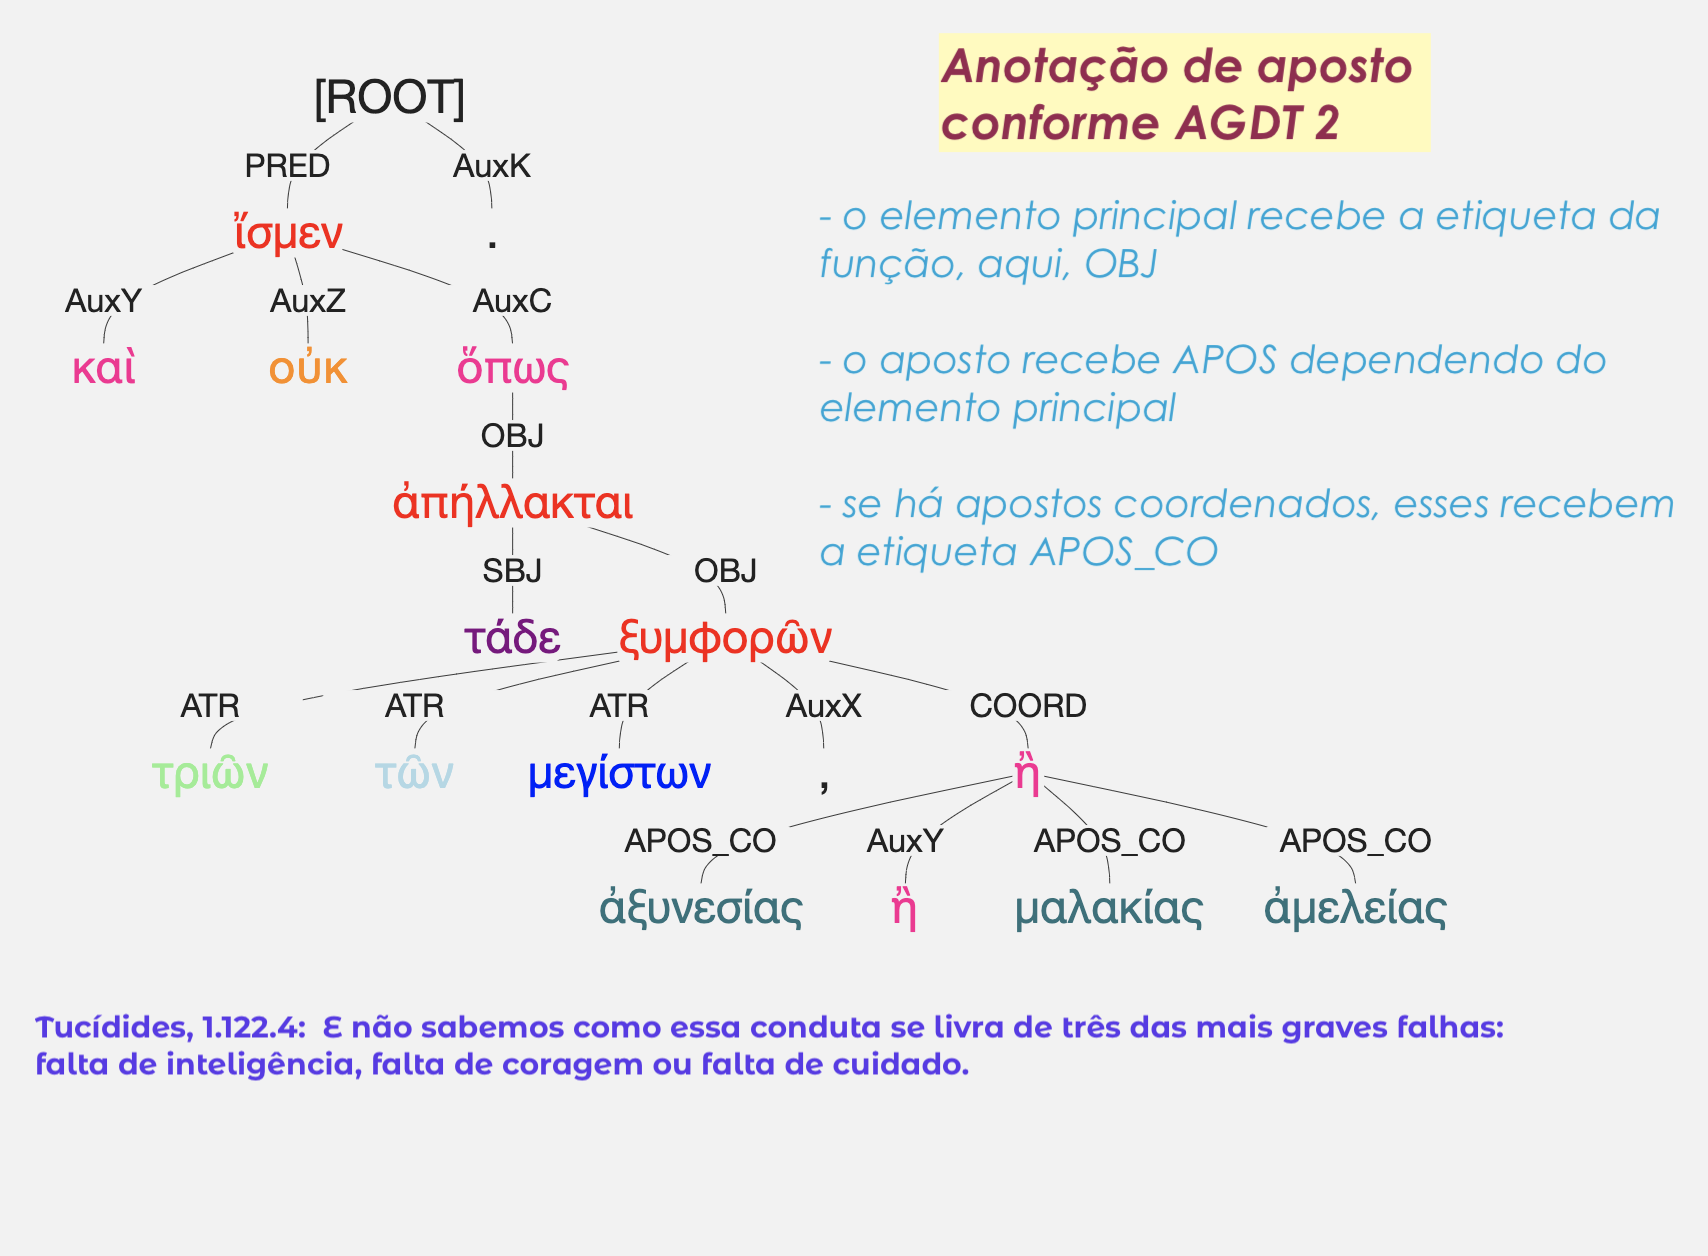 Anotação de aposto
conforme AGDT 2
[ROOT]
PRED AuxK
ἴσμεν .
AuxY AuxZ AuxC
καὶ οὐκ ὅπως
OBJ
ἀπήλλακται
SBJ OBJ
τάδε ξυμφορῶν
ATR ATR ATR AuxX COORD
τριῶν τῶν μεγίστων , ἢ
APOS_CO AuxY APOS_CO APOS_CO
ἀξυνεσίας ἢ μαλακίας ἀμελείας
- o elemento principal recebe a etiqueta da
função, aqui, OBJ
- o aposto recebe APOS dependendo do
elemento principal
- se há apostos coordenados, esses recebem
a etiqueta APOS_CO
Tucídides, 1.122.4: E não sabemos como essa conduta se livra de três das mais graves falhas:
falta de inteligência, falta de coragem ou falta de cuidado.